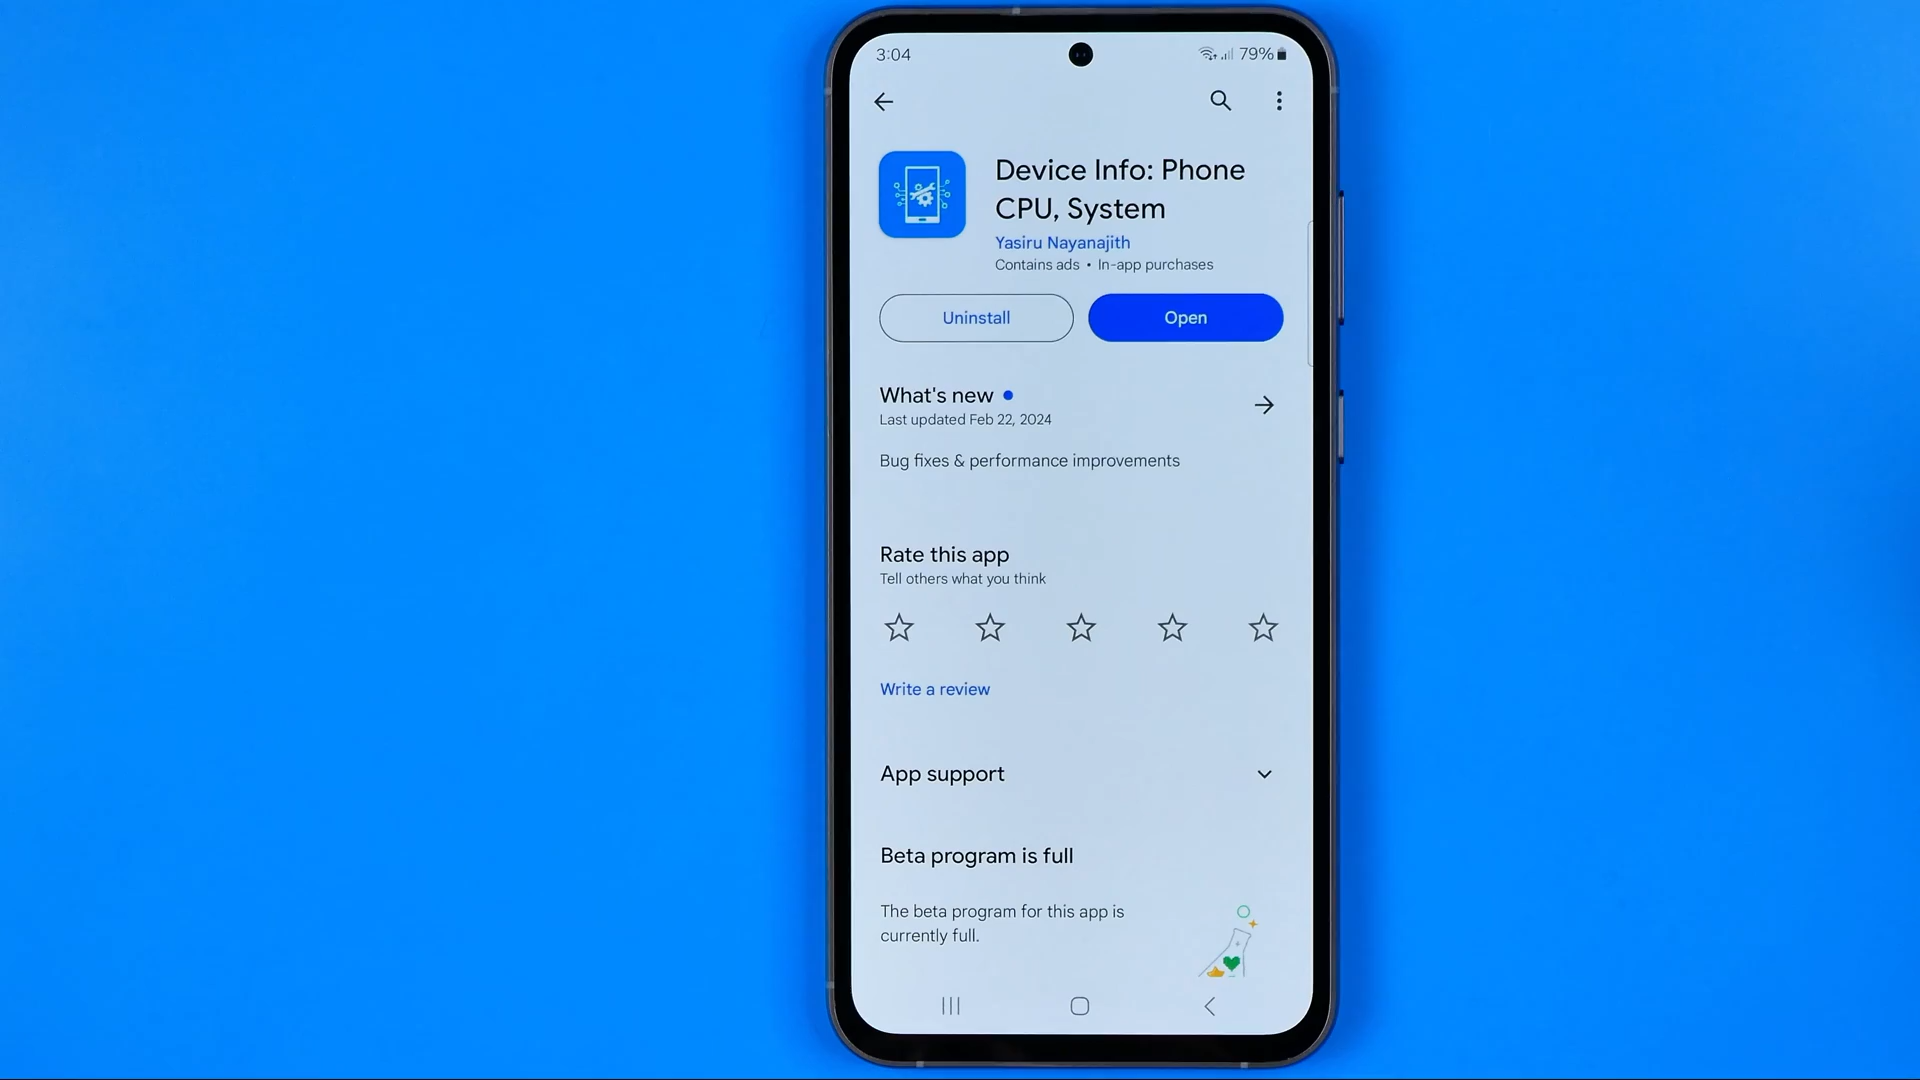 3:04
79%
Device Info: Phone
CPU, System
Yasiru Nayanajith
Contains ads • In-app purchases
Uninstall
Open
What's new
Last updated Feb 22, 2024
Bug fixes & performance improvements
Rate this app
Tell others what you think
Write a review
App support
Beta program is full
The beta program for this app is
currently full.